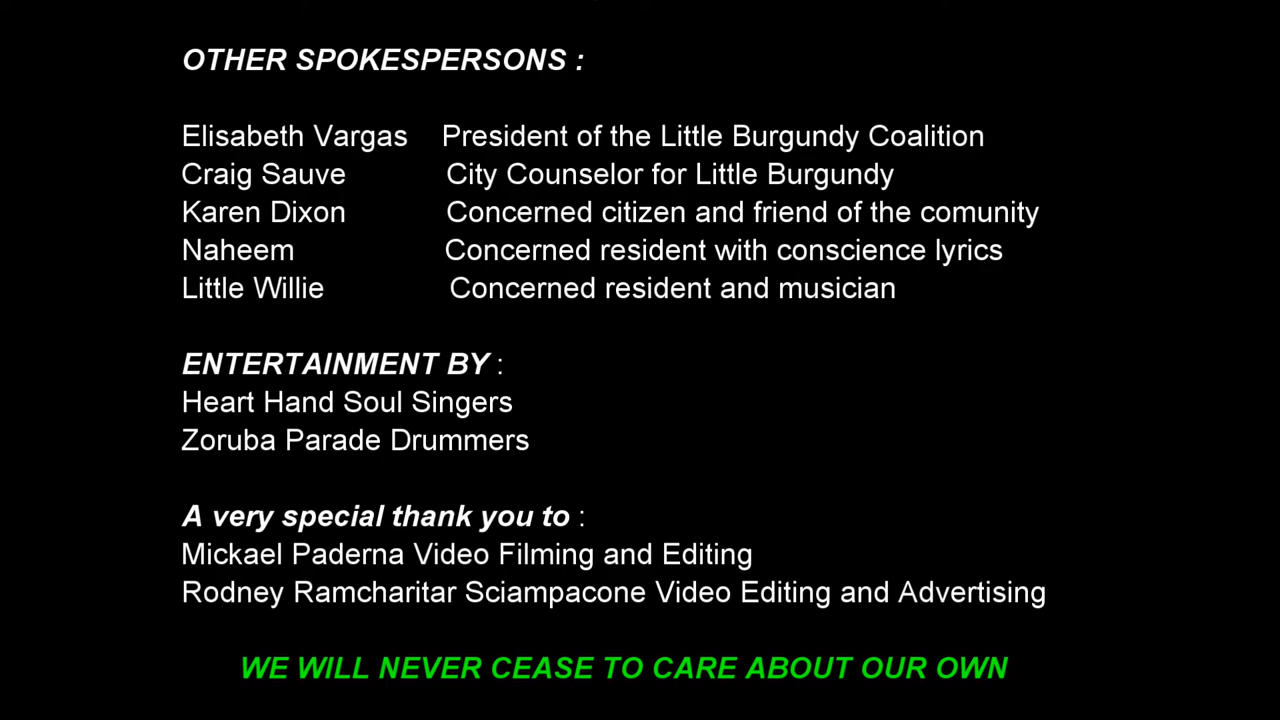 OTHER SPOKESPERSONS :
Elisabeth Vargas President of the Little Burgundy Coalition
Craig Sauve City Counselor for Little Burgundy
Karen Dixon Concerned citizen and friend of the comunity
Naheem Concerned resident with conscience lyrics
Little Willie Concerned resident and musician
ENTERTAINMENT BY :
Heart Hand Soul Singers
Zoruba Parade Drummers
A very special thank you to :
Mickael Paderna Video Filming and Editing
Rodney Ramcharitar Sciampacone Video Editing and Advertising
WE WILL NEVER CEASE TO CARE ABOUT OUR OWN